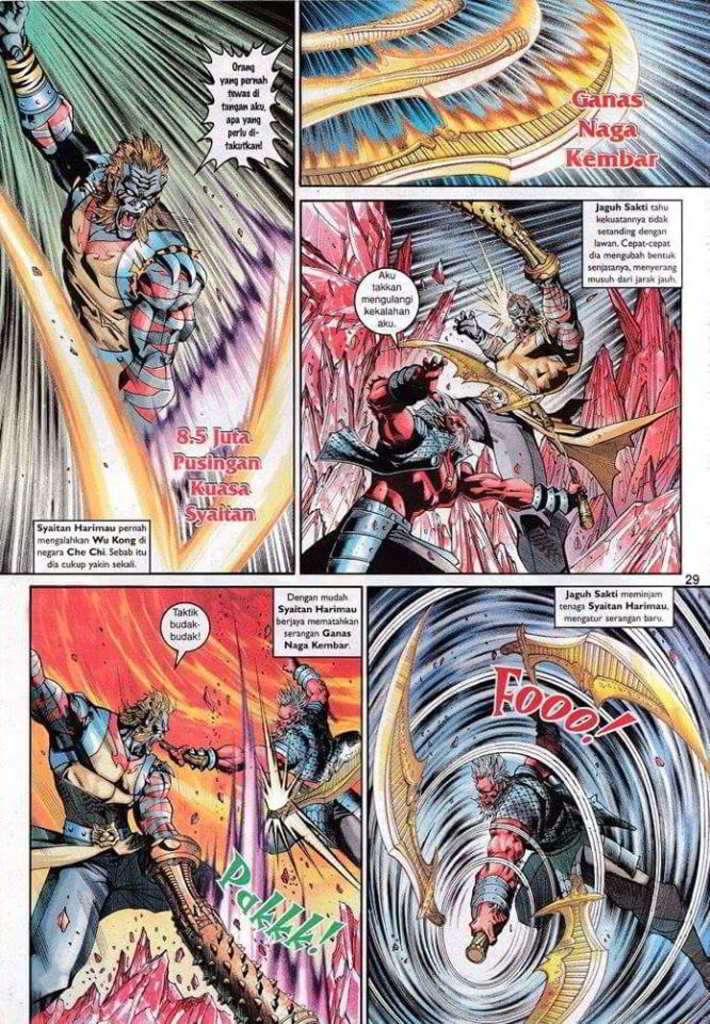 Orang
yang pernah
tewas di
tangan aku,
apa yang
perlu di-
takutkan!
8.5 Juta
Pusingan
Kuasa
Syaitan
Syaitan Harimau pernah
mengalahkan Wu Kong di
negara Che Chi. Sebab itu
dia cukup yakin sekali.
Ganas
Naga
Kembar
Jaguh Sakti tahu
kekuatannya tidak
setanding dengan
lawan. Cepat-cepat
dia mengubah bentuk
senjatanya, menyerang
musuh dari jarak jauh.
Aku
takkan
mengulangi
kekalahan
aku.
29
Taktik
budak-
budak!
Dengan mudah
Syaitan Harimau
berjaya mematahkan
serangan Ganas
Naga Kembar.
Pakkk!
Jaguh Sakti meminjam
tenaga Syaitan Harimau,
mengatur serangan baru.
Fooo!